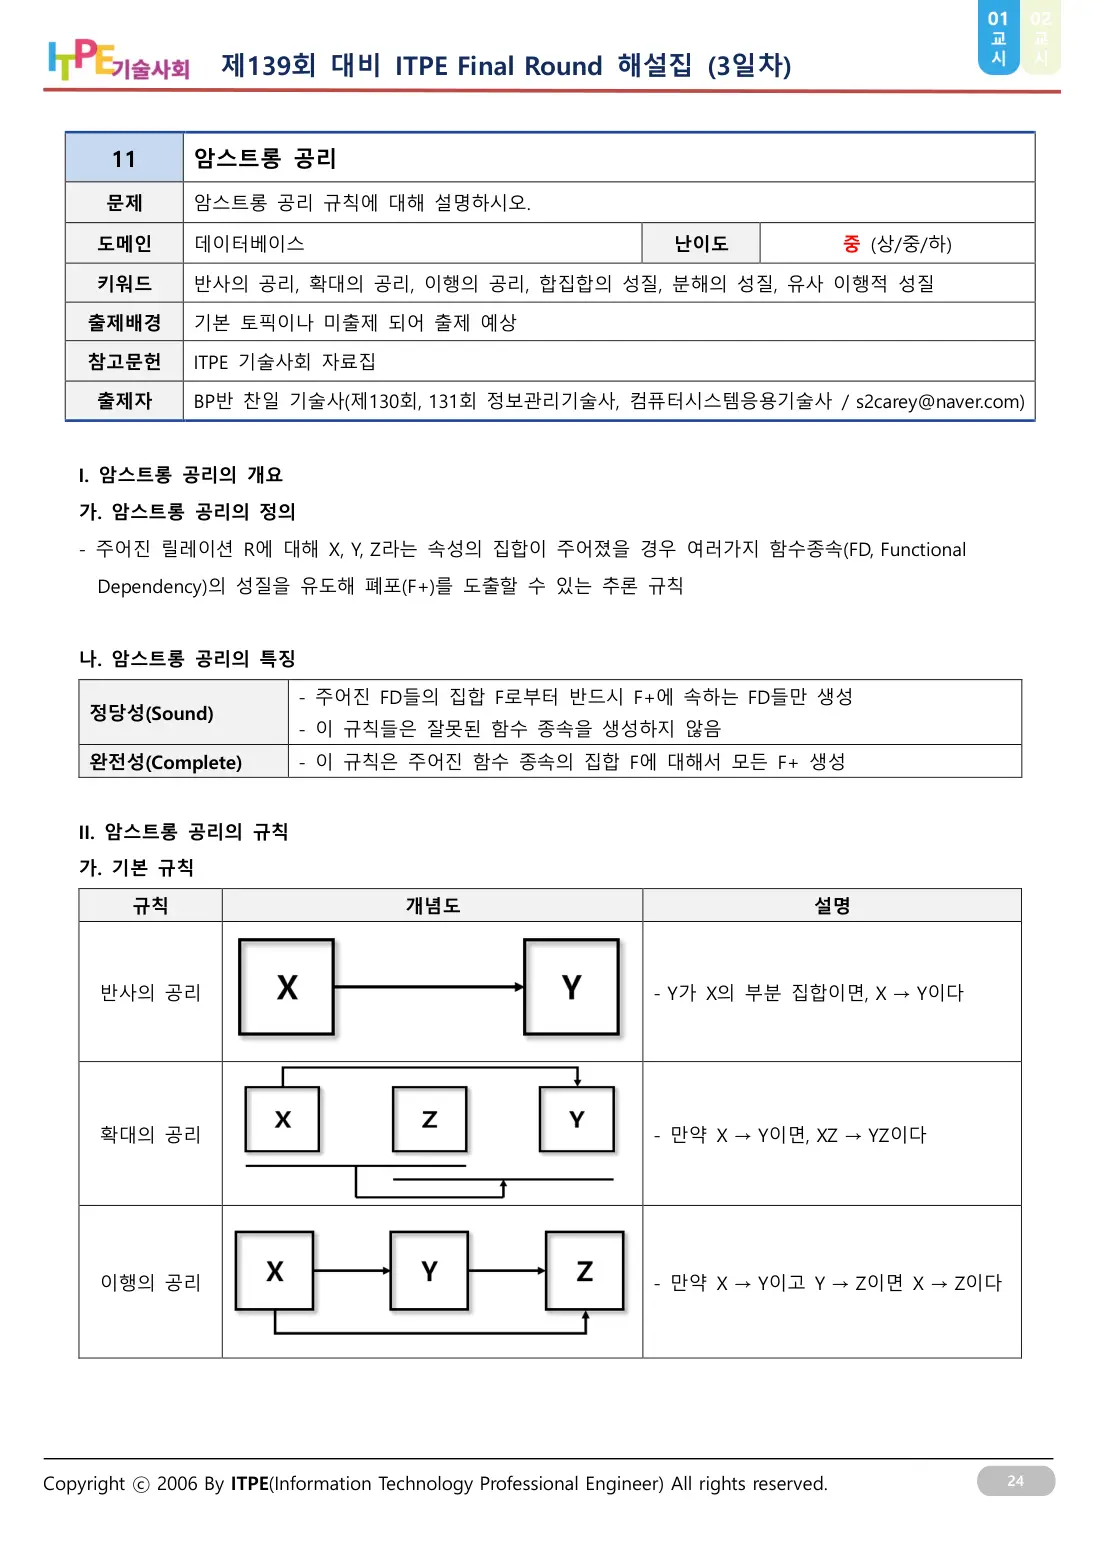 01
교
시
02
교
시
ITPE기술사회 제139회 대비 ITPE Final Round 해설집 (3일차)
11 암스트롱 공리
문제 암스트롱 공리 규칙에 대해 설명하시오.
도메인 데이터베이스 난이도 중 (상/중/하)
키워드 반사의 공리, 확대의 공리, 이행의 공리, 합집합의 성질, 분해의 성질, 유사 이행적 성질
출제배경 기본 토픽이나 미출제 되어 출제 예상
참고문헌 ITPE 기술사회 자료집
출제자 BP반 찬일 기술사(제130회, 131회 정보관리기술사, 컴퓨터시스템응용기술사 / s2carey@naver.com)
I. 암스트롱 공리의 개요
가. 암스트롱 공리의 정의
- 주어진 릴레이션 R에 대해 X, Y, Z라는 속성의 집합이 주어졌을 경우 여러가지 함수종속(FD, Functional
Dependency)의 성질을 유도해 폐포(F+)를 도출할 수 있는 추론 규칙
나. 암스트롱 공리의 특징
정당성(Sound)
- 주어진 FD들의 집합 F로부터 반드시 F+에 속하는 FD들만 생성
- 이 규칙들은 잘못된 함수 종속을 생성하지 않음
완전성(Complete) - 이 규칙은 주어진 함수 종속의 집합 F에 대해서 모든 F+ 생성
II. 암스트롱 공리의 규칙
가. 기본 규칙
규칙 개념도 설명
반사의 공리 X Y - Y가 X의 부분 집합이면, X → Y이다
확대의 공리 X Z Y - 만약 X → Y이면, XZ → YZ이다
이행의 공리 X Y Z - 만약 X → Y이고 Y → Z이면 X → Z이다
Copyright ⓒ 2006 By ITPE(Information Technology Professional Engineer) All rights reserved.
24